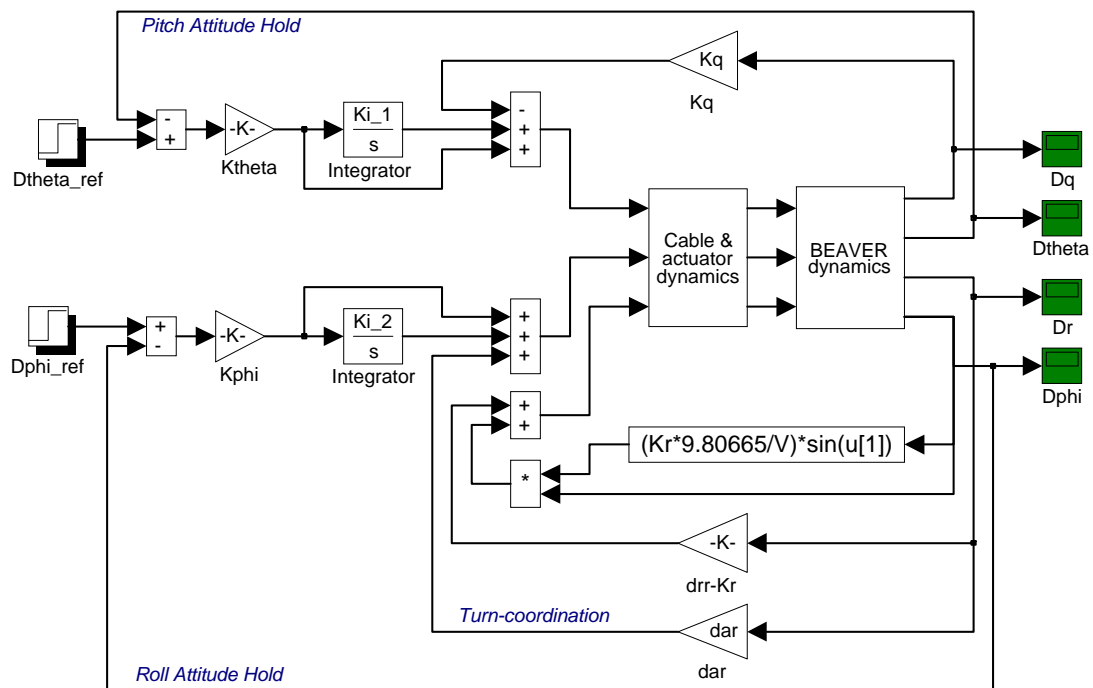 Pitch Attitude Hold
Kq
Kq
-
+
-K-
Ki_1
s
-
+
+
Dtheta_ref
Ktheta
Integrator
Dq
Cable &
actuator
dynamics
BEAVER
dynamics
Dtheta
Dphi_ref
+
-
-K-
Kphi
Ki_2
s
Integrator
+
+
+
Dr
Dphi
+
+
(Kr*9.80665/V)*sin(u[1])
*
-K-
drr-Kr
Turn-coordination
dar
dar
Roll Attitude Hold